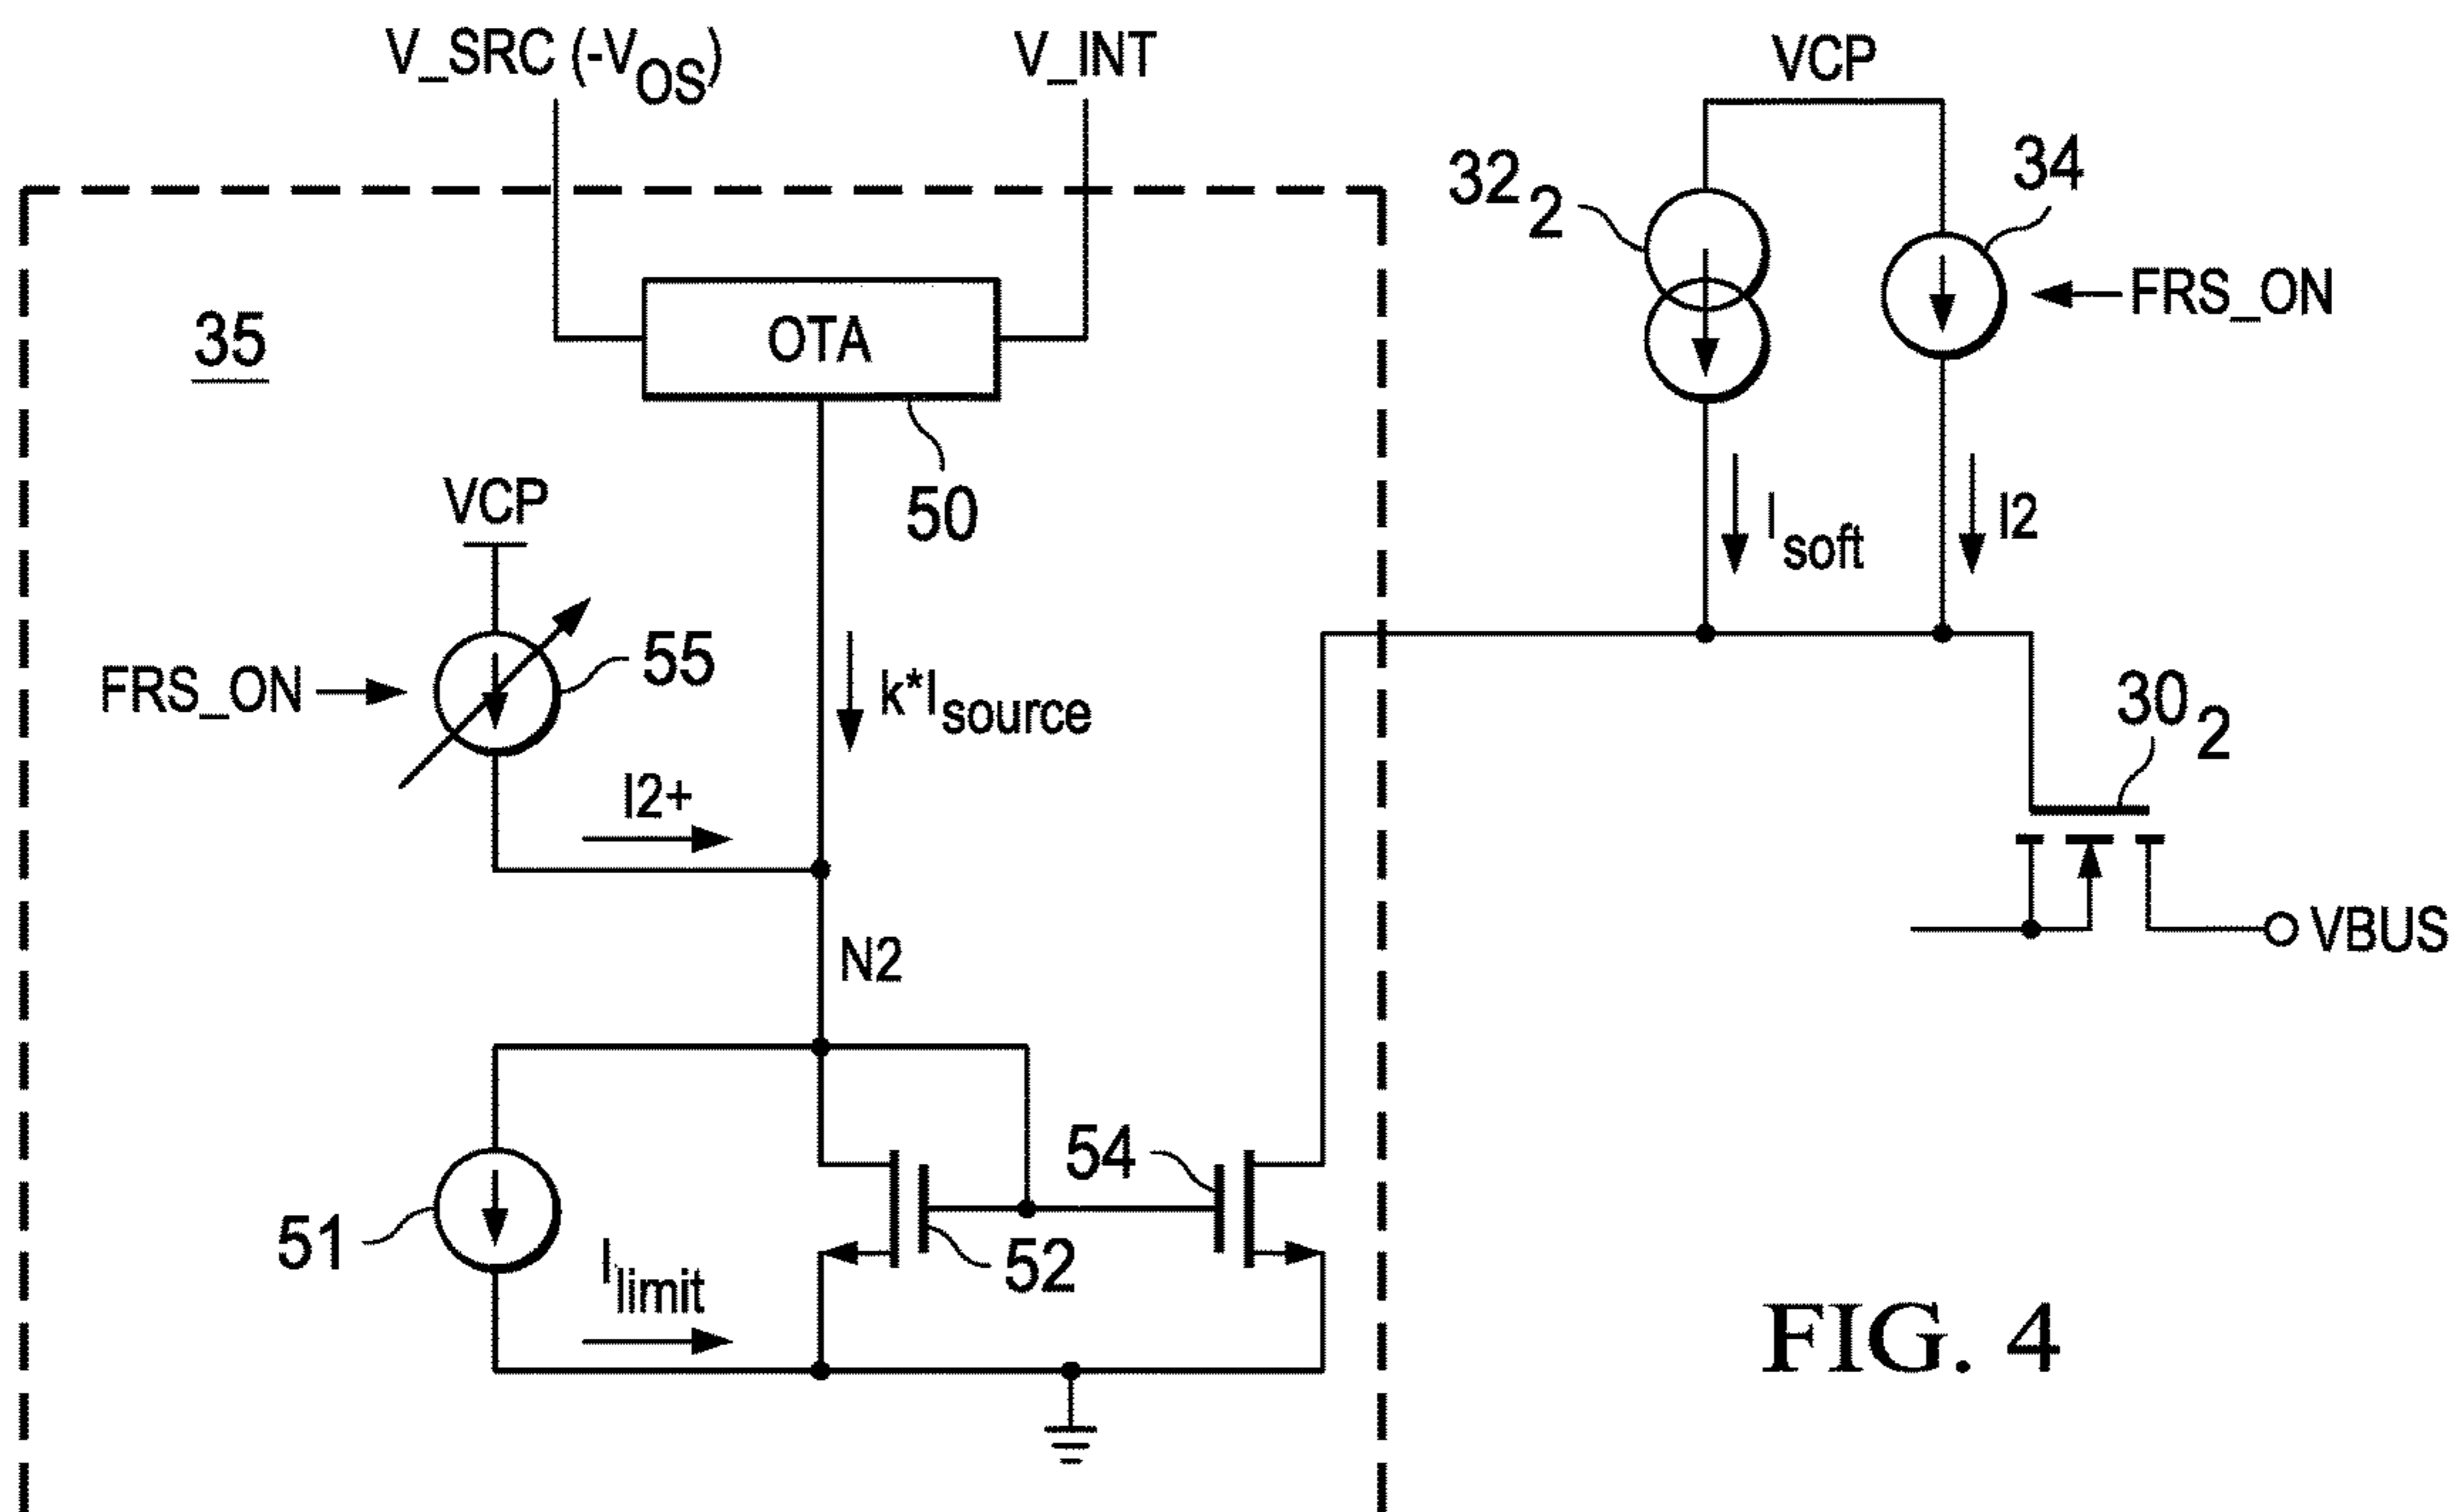 V_SRC (-VOS)
V_INT
VCP
32 2
34
FRS_ON
35
OTA
50
VCP
Isoft
I2
FRS_ON
55
k*Isource
30 2
I2+
VBUS
N2
54
51
Ilimit
52
FIG. 4